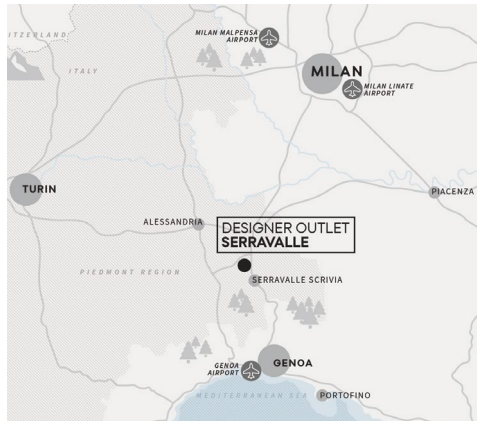 MILAN MALPENSA
AIRPORT
ITZERLAND
ITALY
MILAN
MILAN LINATE
AIRPORT
TURIN
PIACENZA
ALESSANDRIA
DESIGNER OUTLET
SERRAVALLE
PIEDMONT REGION
SERRAVALLE SCRIVIA
GENOA
GENOA
AIRPORT
MEDITERRANEAN SEA
PORTOFINO